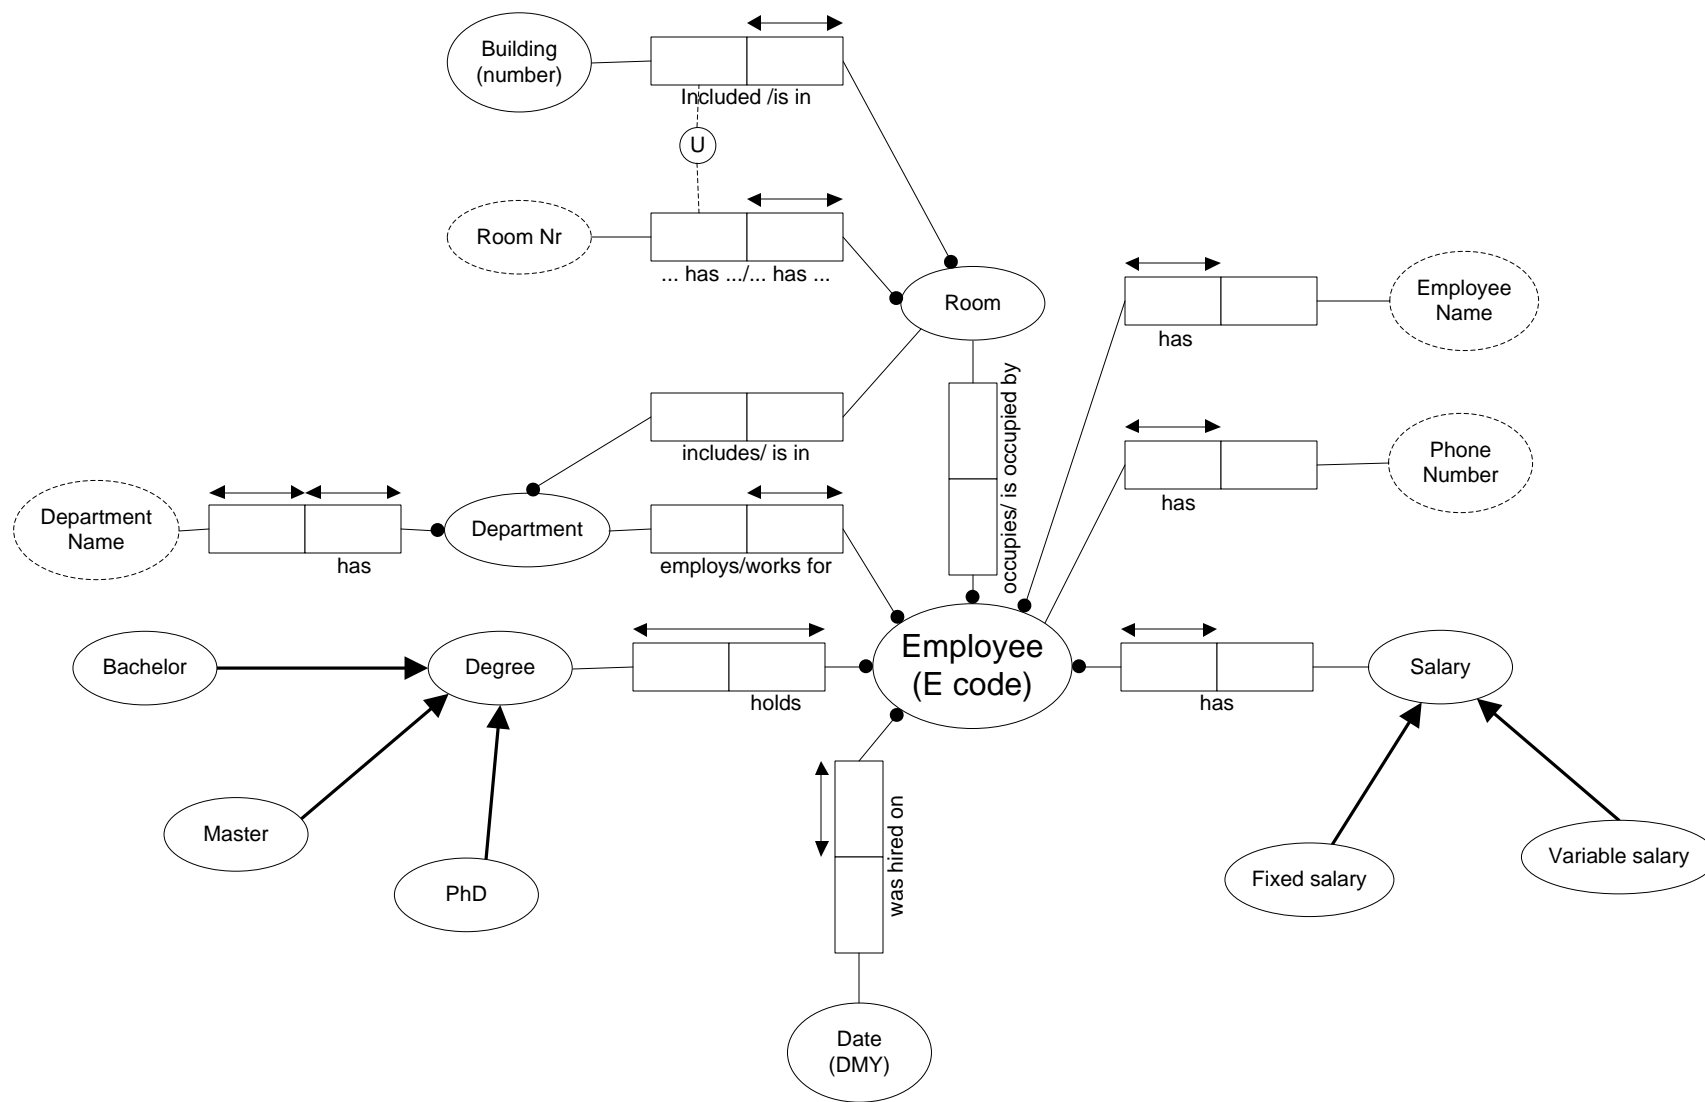 Building
(number)
Included /is in
U
Room Nr
... has .../... has ...
Room
Employee
Name
has
includes/ is in
occupies/ is occupied by
Phone
Number
has
Department
Name
has
Department
employs/works for
Employee
(E code)
Bachelor
Degree
holds
has
Salary
Master
PhD
was hired on
Fixed salary
Variable salary
Date
(DMY)